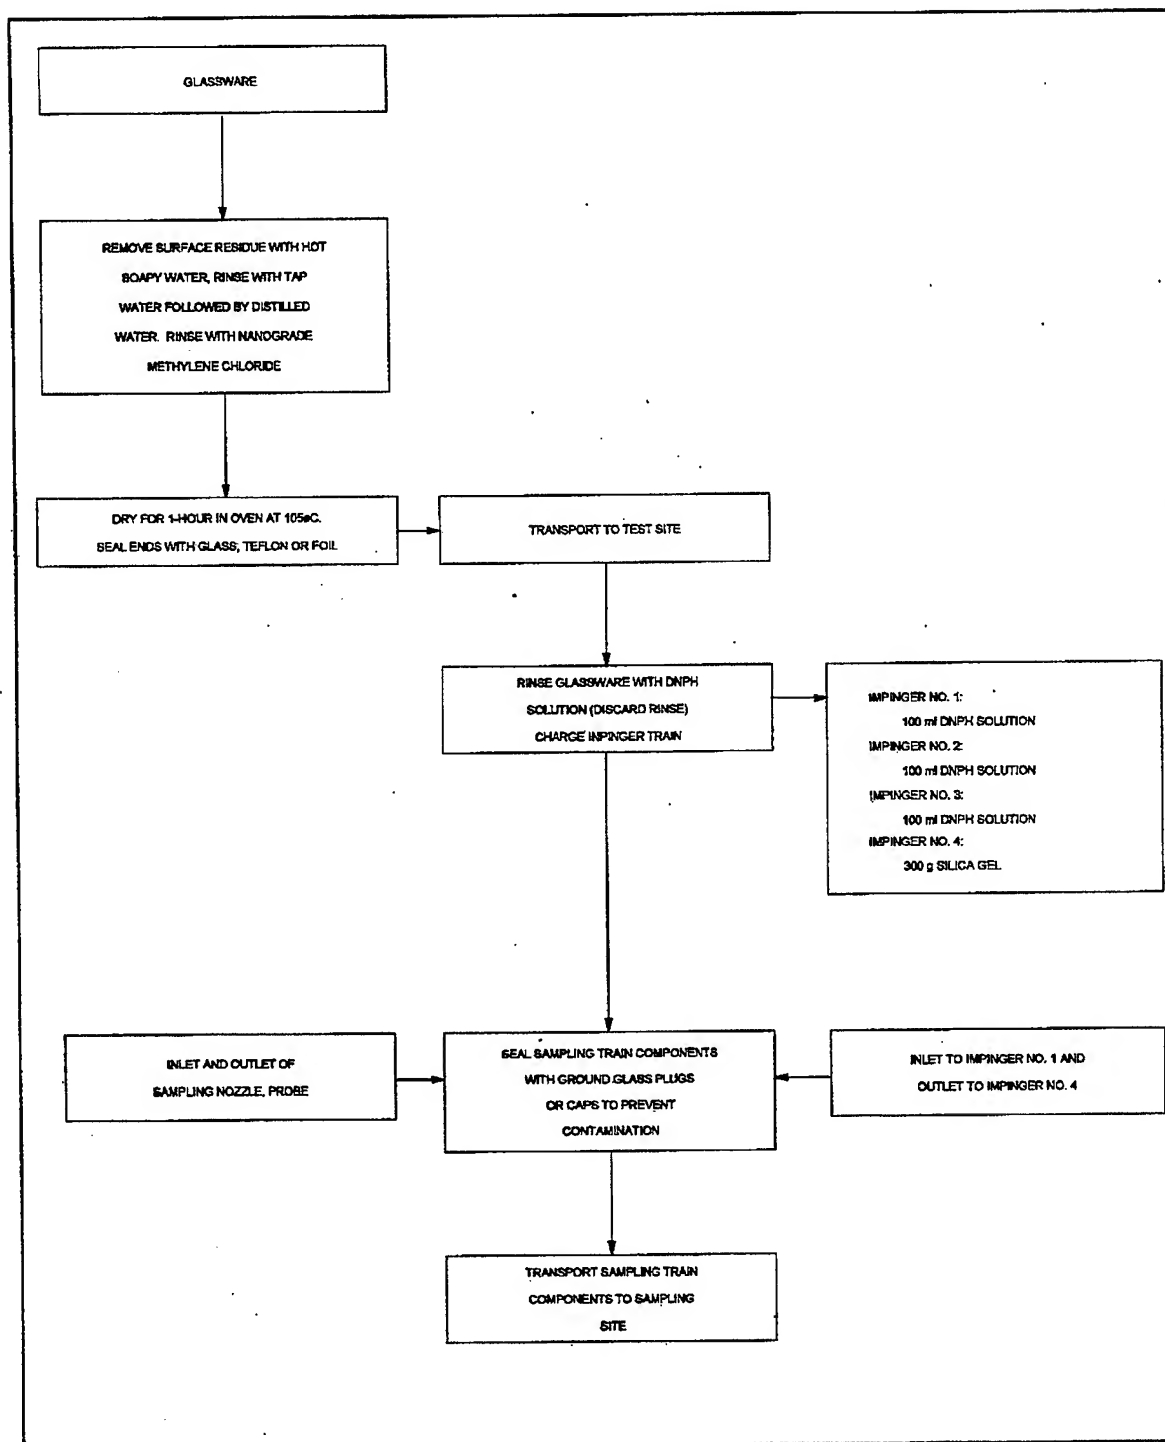 GLASSWARE
REMOVE SURFACE RESIDUE WITH HOT
SOAPY WATER, RINSE WITH TAP
WATER FOLLOWED BY DISTILLED
WATER. RINSE WITH NANOGRADE
METHYLENE CHLORIDE
DRY FOR 1-HOUR IN OVEN AT 105øC.
SEAL ENDS WITH GLASS, TEFLON OR FOIL
TRANSPORT TO TEST SITE
RINSE GLASSWARE WITH DNPH
SOLUTION (DISCARD RINSE)
CHARGE INPINGER TRAIN
IMPINGER NO. 1:
100 ml DNPH SOLUTION
IMPINGER NO. 2:
100 ml DNPH SOLUTION
IMPINGER NO. 3:
100 ml DNPH SOLUTION
IMPINGER NO. 4:
300 g SILICA GEL
INLET AND OUTLET OF
SAMPLING NOZZLE, PROBE
SEAL SAMPLING TRAIN COMPONENTS
WITH GROUND GLASS PLUGS
OR CAPS TO PREVENT
CONTAMINATION
INLET TO IMPINGER NO. 1 AND
OUTLET TO IMPINGER NO. 4
TRANSPORT SAMPLING TRAIN
COMPONENTS TO SAMPLING
SITE